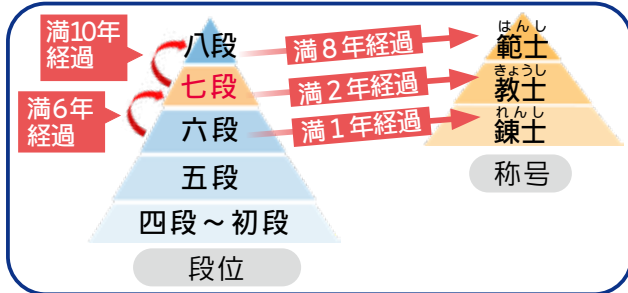 満10年
経過
満6年
経過
八段
七段
六段
五段
四段～初段
段位
満8年経過
満2年経過
満1年経過
はんし
範士
きょうし
教士
れんし
錬士
称号